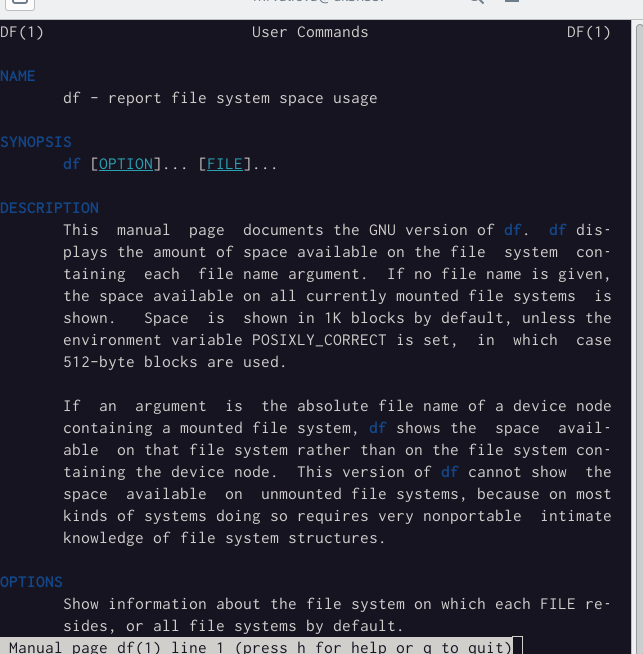 DF(1) User Commands DF(1)
NAME
df - report file system space usage
SYNOPSIS
df [OPTION]... [FILE]...
DESCRIPTION
This manual page documents the GNU version of df. df dis-
plays the amount of space available on the file system con-
taining each file name argument. If no file name is given,
the space available on all currently mounted file systems is
shown. Space is shown in 1K blocks by default, unless the
environment variable POSIXLY_CORRECT is set, in which case
512-byte blocks are used.
If an argument is the absolute file name of a device node
containing a mounted file system, df shows the space avail-
able on that file system rather than on the file system con-
taining the device node. This version of df cannot show the
space available on unmounted file systems, because on most
kinds of systems doing so requires very nonportable intimate
knowledge of file system structures.
OPTIONS
Show information about the file system on which each FILE re-
sides, or all file systems by default.
Manual page df(1) line 1 (press h for help or q to quit)